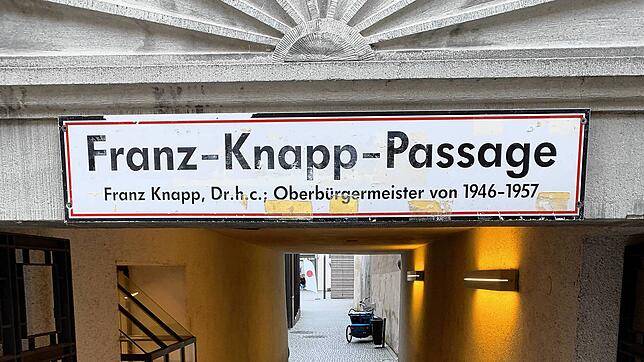 Franz-Knapp-Passage
Franz Knapp, Dr.h.c.; Oberbürgermeister von 1946-1957